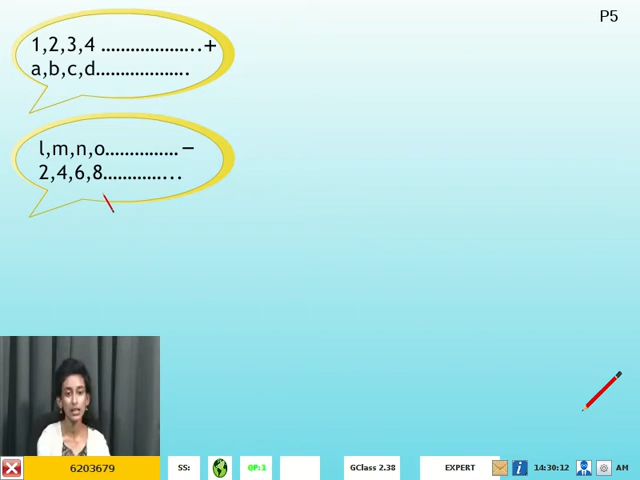 P5
1,2,3,4 .....................+
a,b,c,d...................
l,m,n,o............... −
2,4,6,8...............
6203679
SS:
OP:1
GClass 2.38
EXPERT
14:30:12
AM